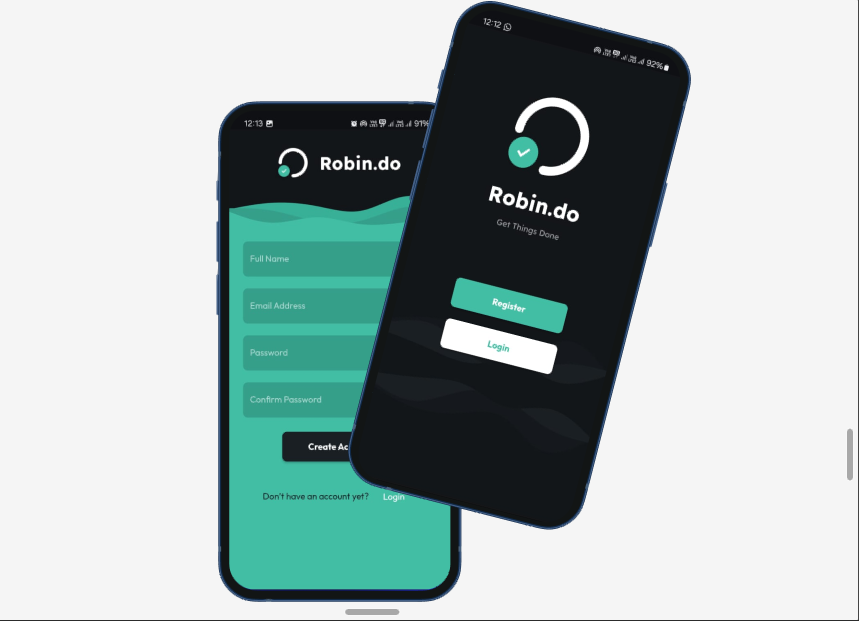 12:13
91%
Robin.do
Full Name
Email Address
Password
Confirm Password
Create Ac
Don't have an account yet? Login
12:12
92%
Robin.do
Get Things Done
Register
Login